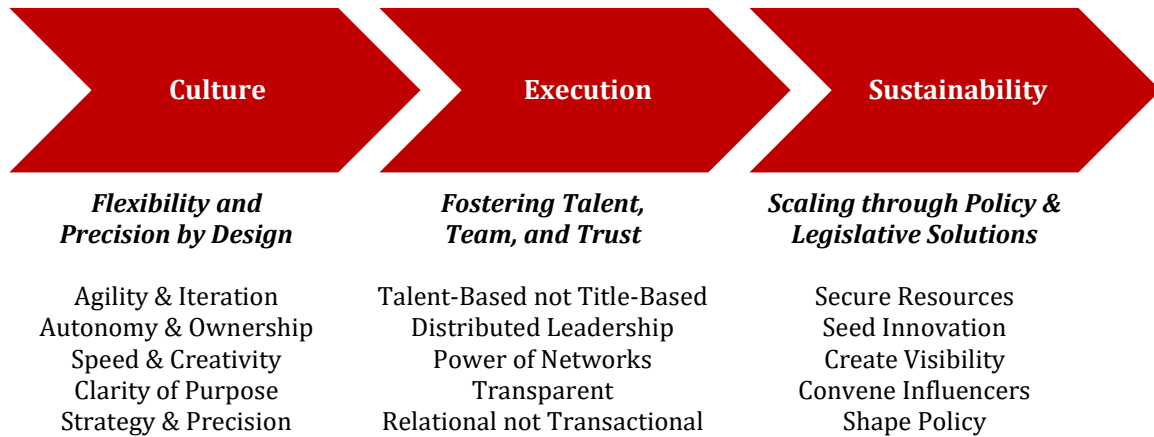 Culture
Execution
Sustainability
Flexibility and
Precision by Design
Agility & Iteration
Autonomy & Ownership
Speed & Creativity
Clarity of Purpose
Strategy & Precision
Fostering Talent,
Team, and Trust
Talent-Based not Title-Based
Distributed Leadership
Power of Networks
Transparent
Relational not Transactional
Scaling through Policy &
Legislative Solutions
Secure Resources
Seed Innovation
Create Visibility
Convene Influencers
Shape Policy